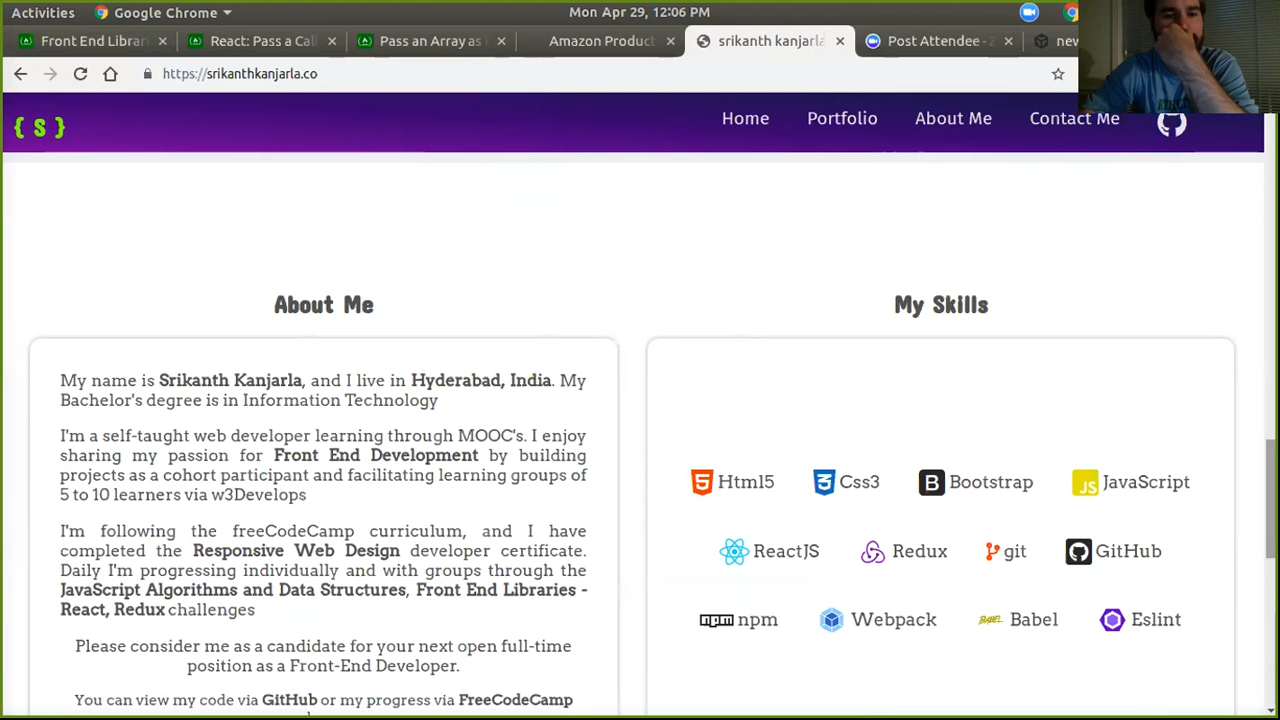 Activities
Google Chrome
Mon Apr 29, 12:06 PM
Front End Librar
React: Pass a Call
Pass an Array as
Amazon Product
srikanth kanjarla
Post Attendee - Z
new
https://srikanthkanjarla.co
{ S }
Home
Portfolio
About Me
Contact Me
About Me
My name is Srikanth Kanjarla, and I live in Hyderabad, India. My
Bachelor's degree is in Information Technology
I'm a self-taught web developer learning through MOOC's. I enjoy
sharing my passion for Front End Development by building
projects as a cohort participant and facilitating learning groups of
5 to 10 learners via w3Develops
I'm following the freeCodeCamp curriculum, and I have
completed the Responsive Web Design developer certificate.
Daily I'm progressing individually and with groups through the
JavaScript Algorithms and Data Structures, Front End Libraries -
React, Redux challenges
Please consider me as a candidate for your next open full-time
position as a Front-End Developer.
You can view my code via GitHub or my progress via FreeCodeCamp
My Skills
Html5
Css3
Bootstrap
JavaScript
ReactJS
Redux
git
GitHub
npm
Webpack
Babel
Eslint